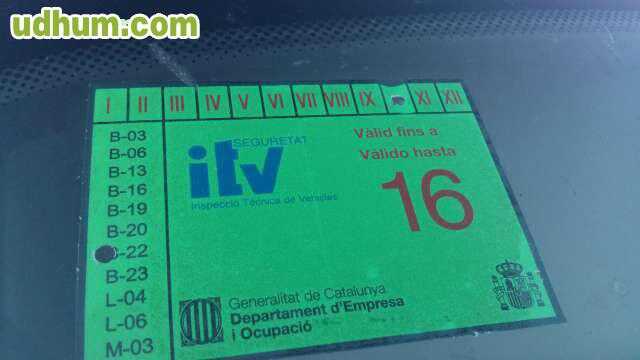 udhum.com
I II III IV V VI VII VIII IX XI XII
B-03
B-06
B-13
B-16
B-19
B-20
-22
B-23
L-04
L-06
M-03
SEGURETAT
itv
Inspecció Tècnica de Vehicles
Vàlid fins a
Válido hasta
16
Generalitat de Catalunya
Departament d'Empresa
i Ocupació